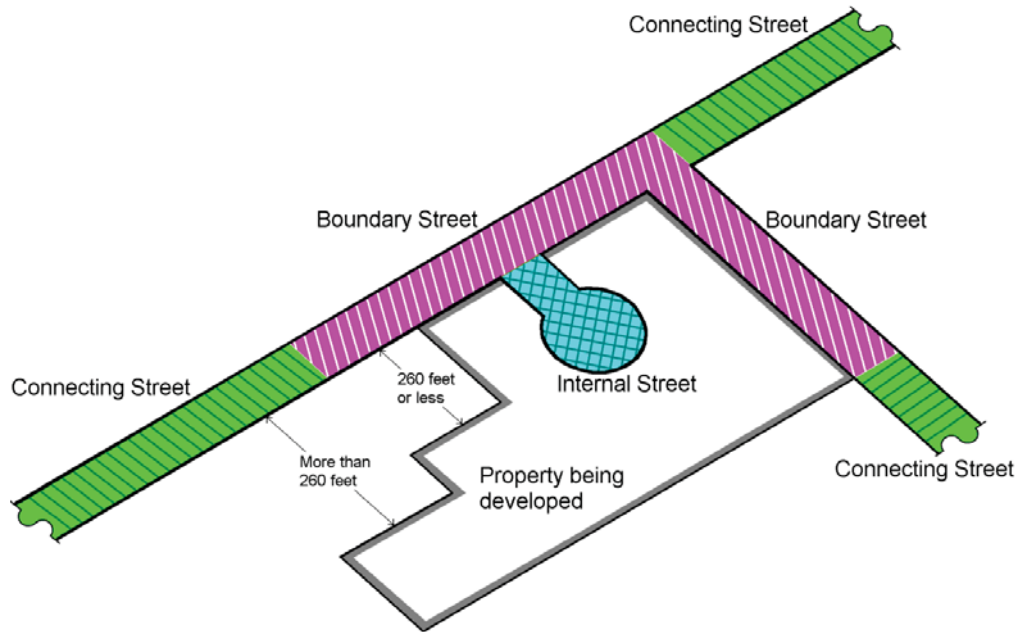 Connecting Street
Boundary Street
Boundary Street
Connecting Street
260 feet
or less
Internal Street
More than
260 feet
Property being
developed
Connecting Street